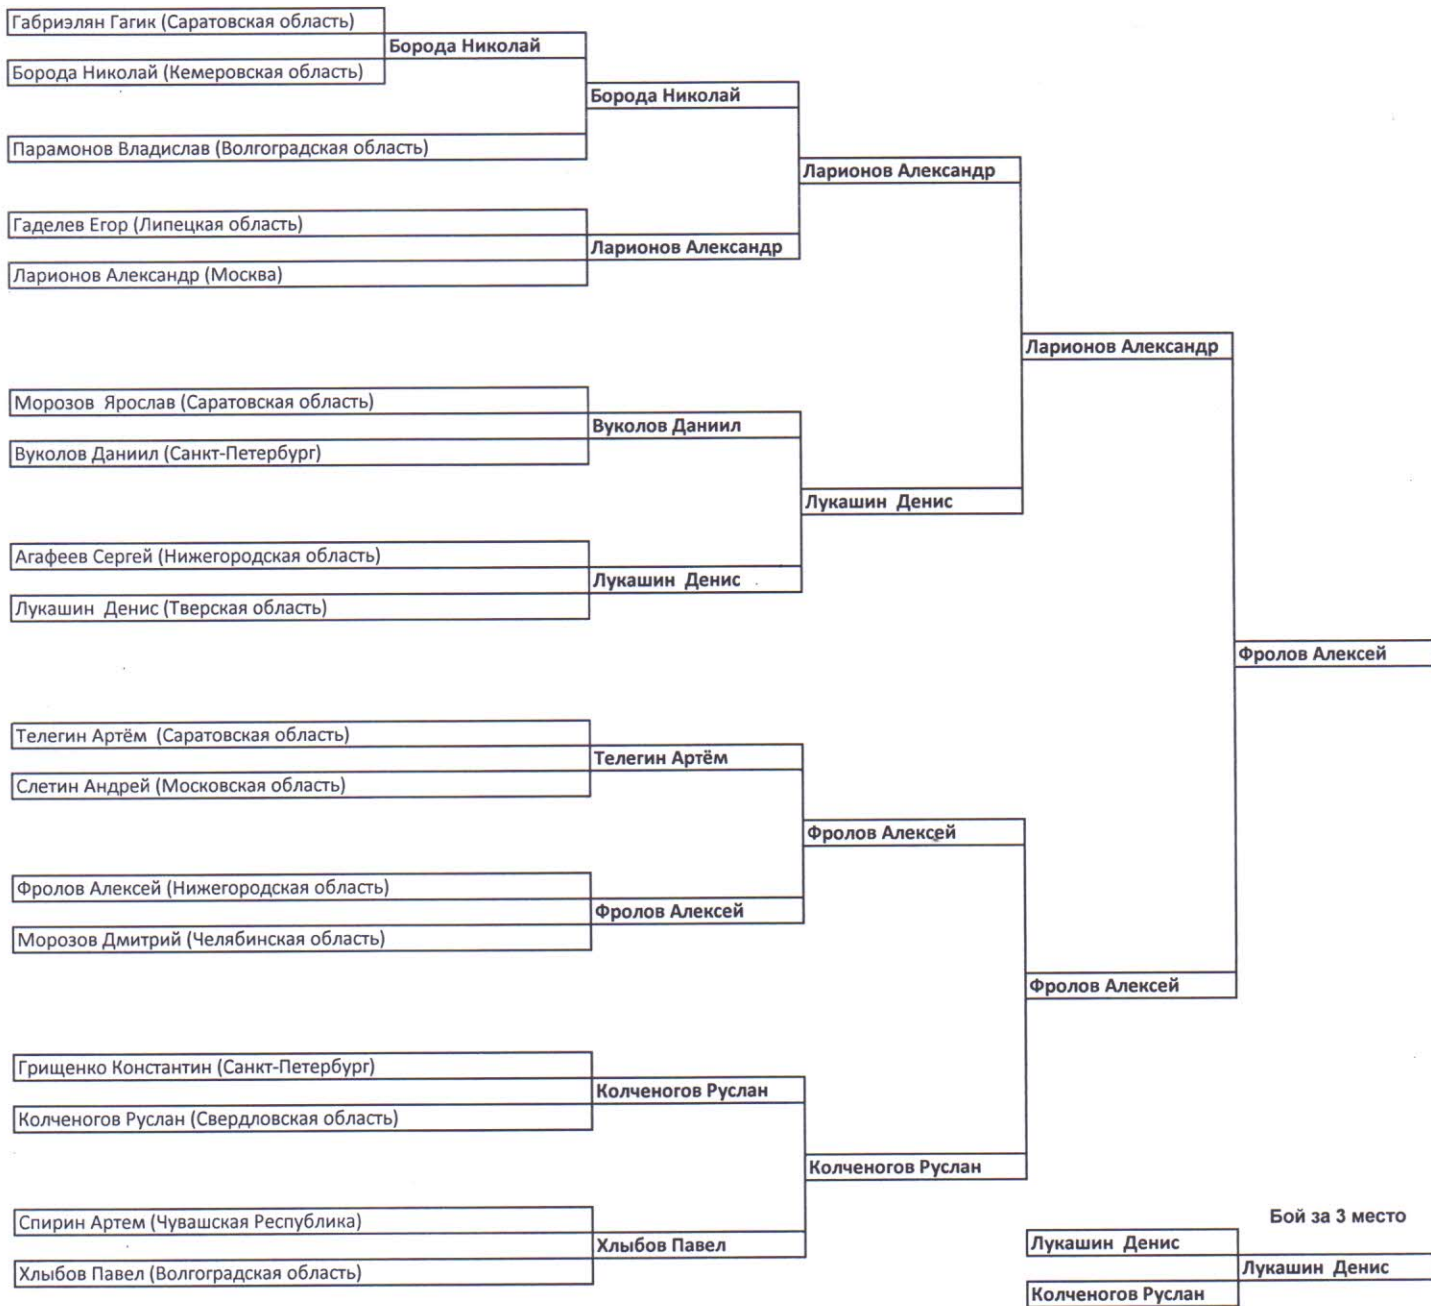 Габриэлян Гагик (Саратовская область)
Борода Николай
Борода Николай (Кемеровская область)
Борода Николай
Парамонов Владислав (Волгоградская область)
Ларионов Александр
Гаделев Егор (Липецкая область)
Ларионов Александр
Ларионов Александр (Москва)
Ларионов Александр
Морозов Ярослав (Саратовская область)
Вуколов Даниил
Вуколов Даниил (Санкт-Петербург)
Лукашин Денис
Агафеев Сергей (Нижегородская область)
Лукашин Денис
Лукашин Денис (Тверская область)
Фролов Алексей
Телегин Артём (Саратовская область)
Телегин Артём
Слетин Андрей (Московская область)
Фролов Алексей
Фролов Алексей (Нижегородская область)
Фролов Алексей
Морозов Дмитрий (Челябинская область)
Фролов Алексей
Грищенко Константин (Санкт-Петербург)
Колченогов Руслан
Колченогов Руслан (Свердловская область)
Колченогов Руслан
Спирин Артем (Чувашская Республика)
Хлыбов Павел
Хлыбов Павел (Волгоградская область)
Бой за 3 место
Лукашин Денис
Лукашин Денис
Колченогов Руслан